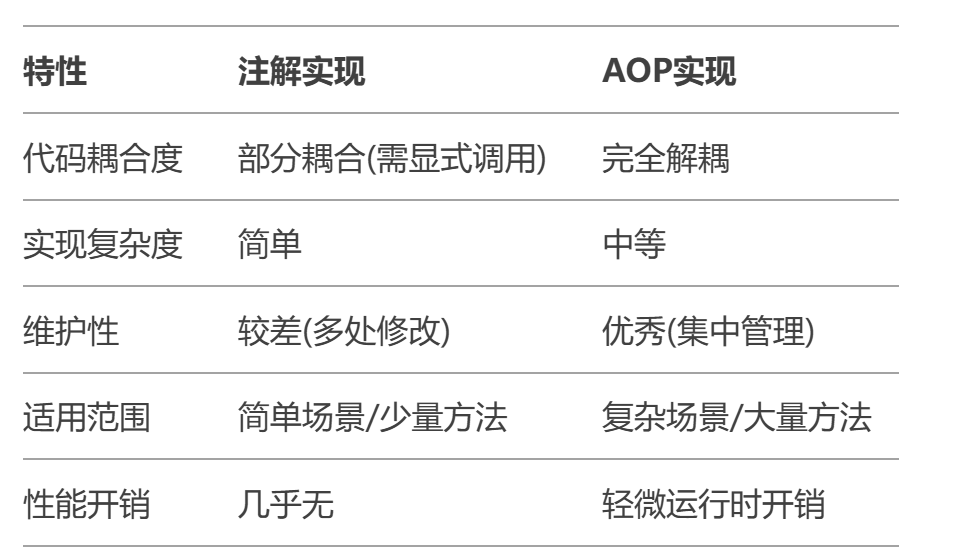 特性 注解实现 AOP实现
代码耦合度 部分耦合(需显式调用) 完全解耦
实现复杂度 简单 中等
维护性 较差(多处修改) 优秀(集中管理)
适用范围 简单场景/少量方法 复杂场景/大量方法
性能开销 几乎无 轻微运行时开销